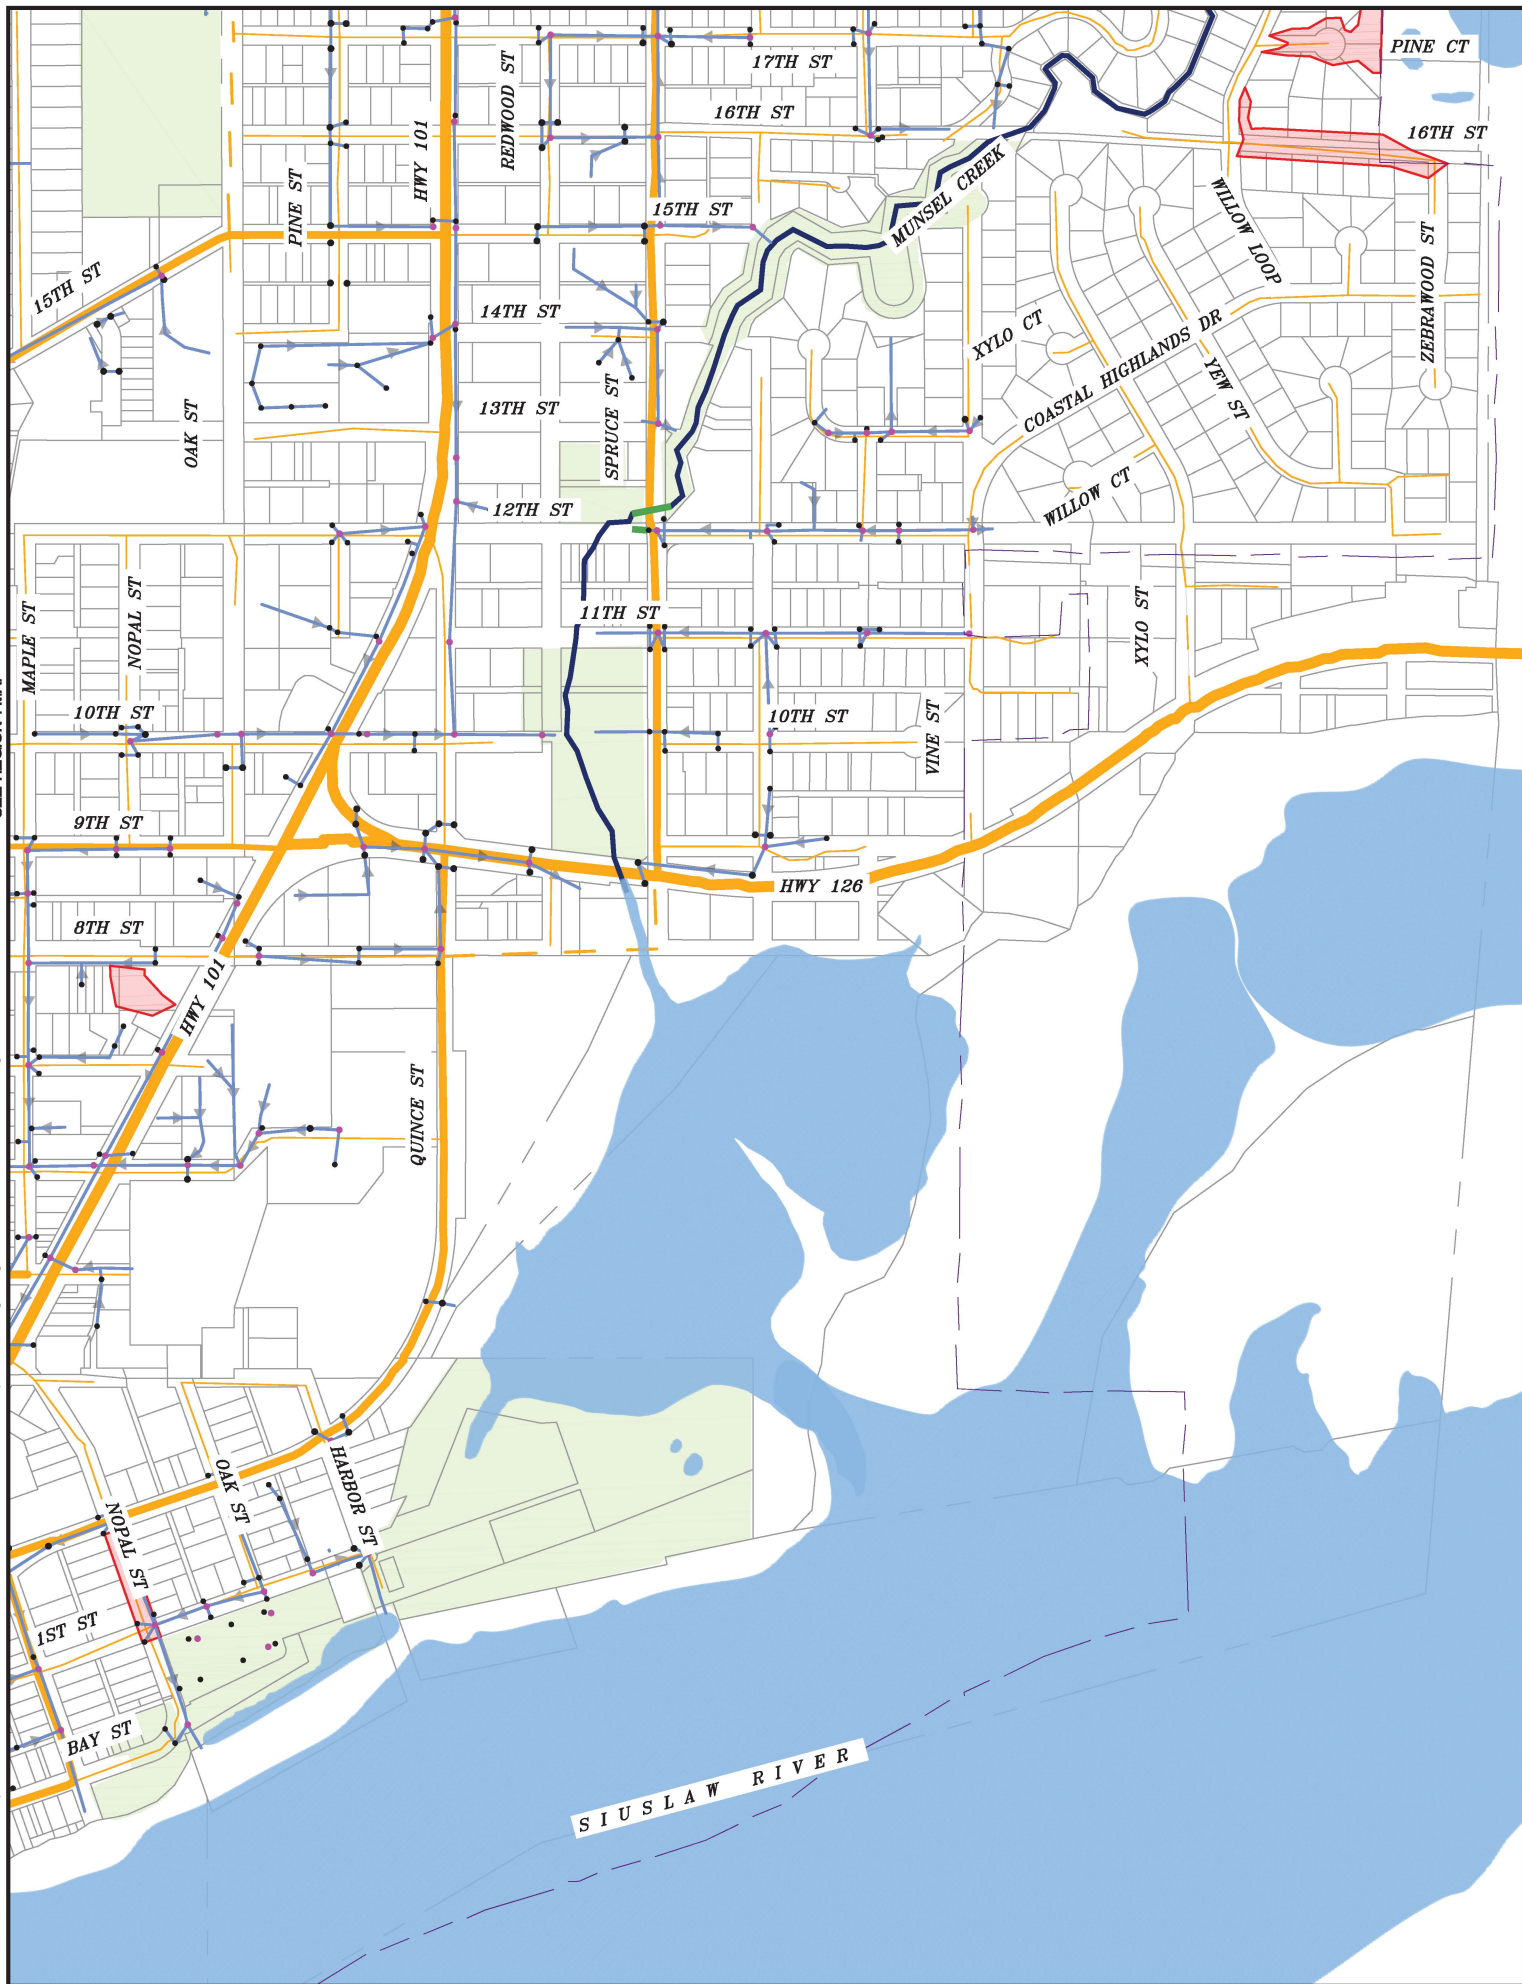 PINE CT
17TH ST
REDWOOD ST
16TH ST
16TH ST
HWY 101
MUNSEL CREEK
PINE ST
15TH ST
WILLOW LOOP
ZEBRAWOOD ST
15TH ST
14TH ST
XYLO CT
COASTAL HIGHLANDS DR
YEW ST
13TH ST
SPRUCE ST
OAK ST
WILLOW CT
12TH ST
11TH ST
NOPAL ST
MAPLE ST
XYLO ST
10TH ST
10TH ST
VINE ST
9TH ST
HWY 126
8TH ST
HWY 101
QUINCE ST
OAK ST
HARBOR ST
NOPAL ST
1ST ST
BAY ST
SIUSLAW RIVER